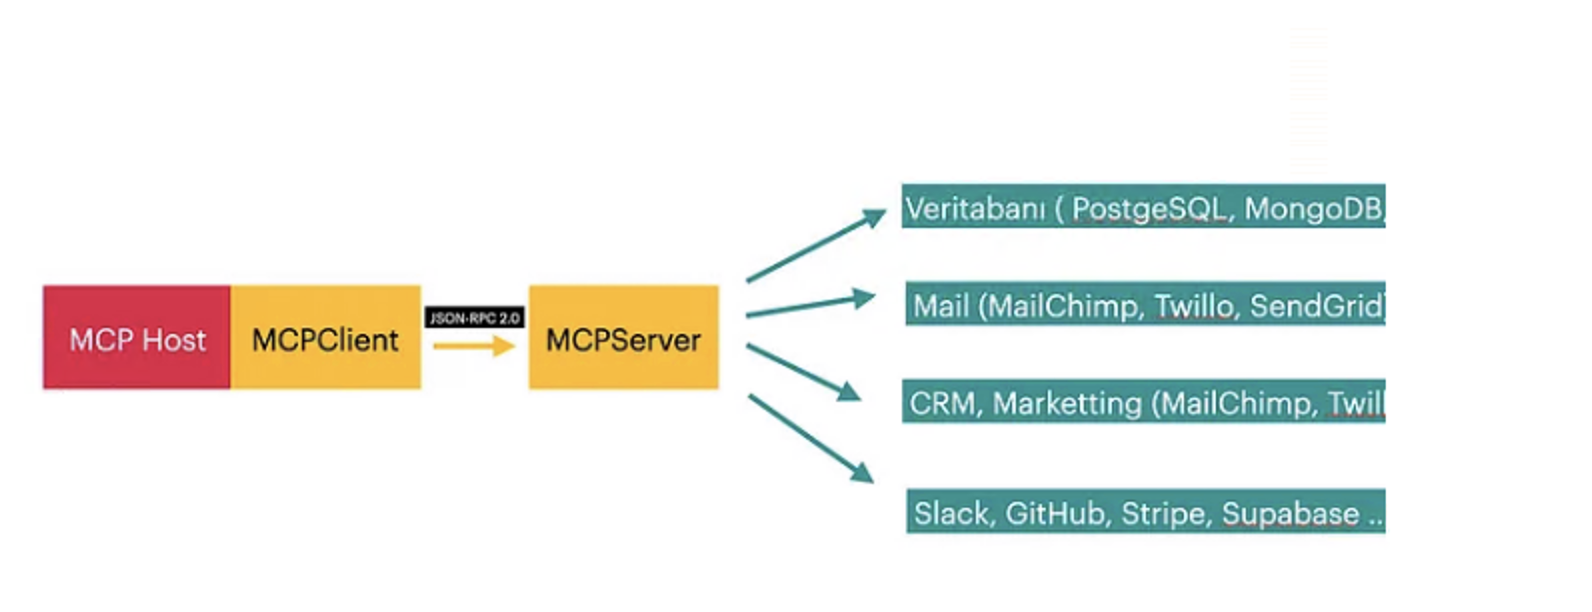 MCP Host
MCPClient
JSON-RPC 2.0
MCPServer
Veritabanı ( PostgeSQL, MongoDB,
Mail (MailChimp, Twillo, SendGrid)
CRM, Marketting (MailChimp, Twill
Slack, GitHub, Stripe, Supabase ..